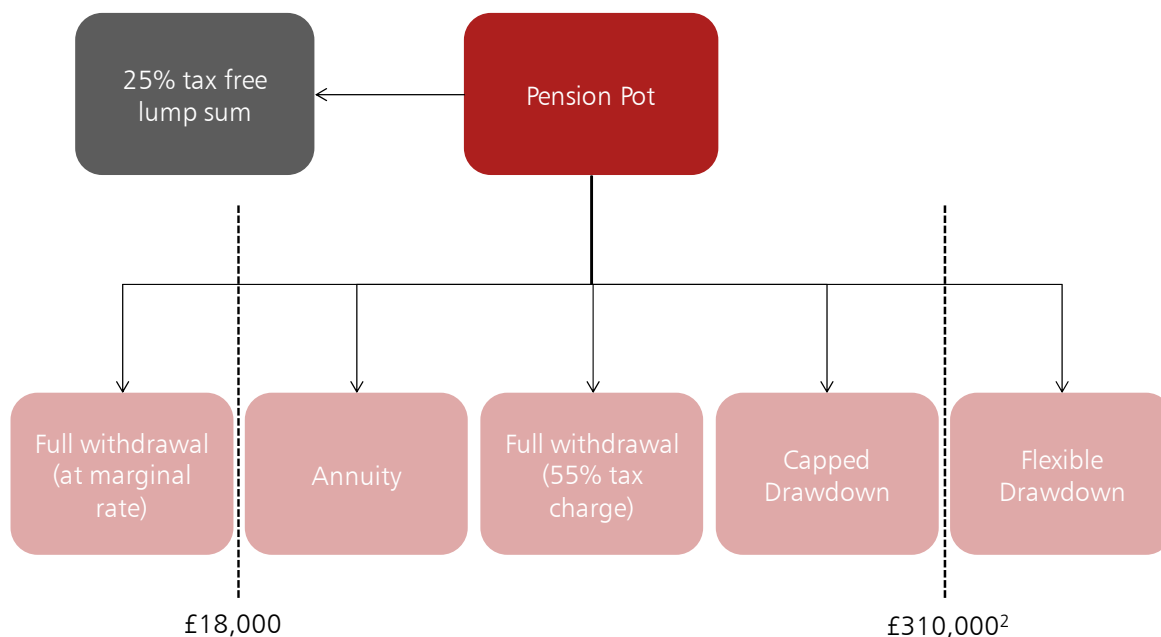 25% tax free
lump sum
Pension Pot
Full withdrawal
(at marginal
rate)
Annuity
Full withdrawal
(55% tax
charge)
Capped
Drawdown
Flexible
Drawdown
£18,000
£310,000²